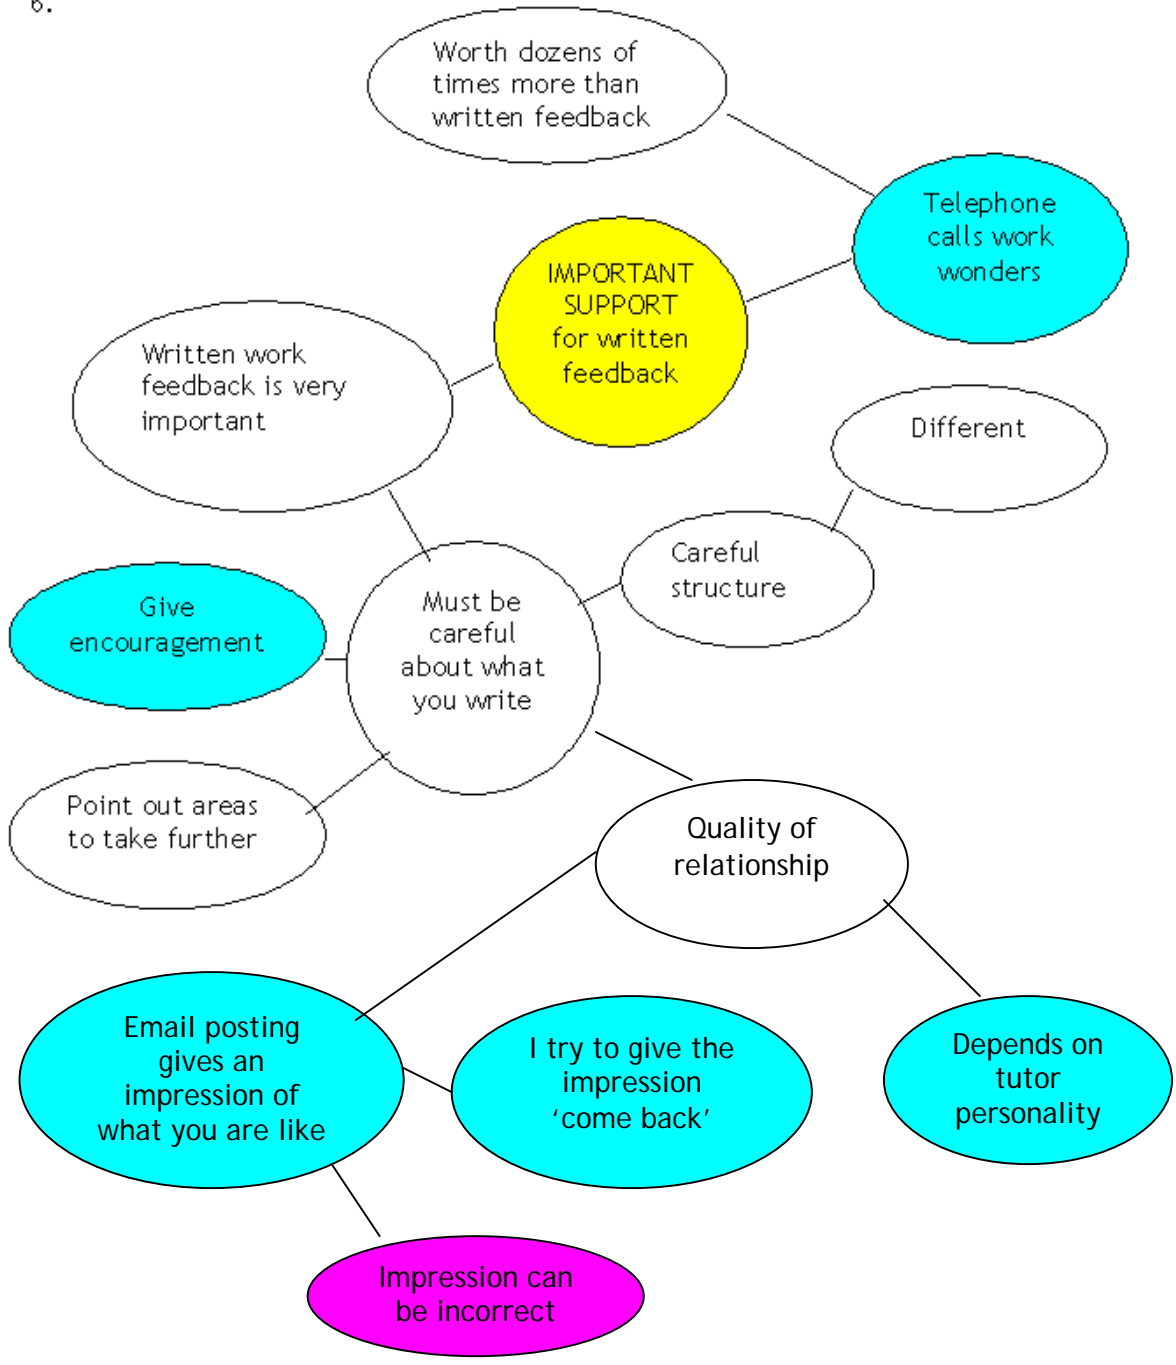 6.
Worth dozens of
times more than
written feedback
Telephone
calls work
wonders
IMPORTANT
SUPPORT
for written
feedback
Written work
feedback is very
important
Different
Careful
structure
Give
encouragement
Must be
careful
about what
you write
Point out areas
to take further
Quality of
relationship
Email posting
gives an
impression of
what you are like
I try to give the
impression
‘come back’
Depends on
tutor
personality
Impression can
be incorrect